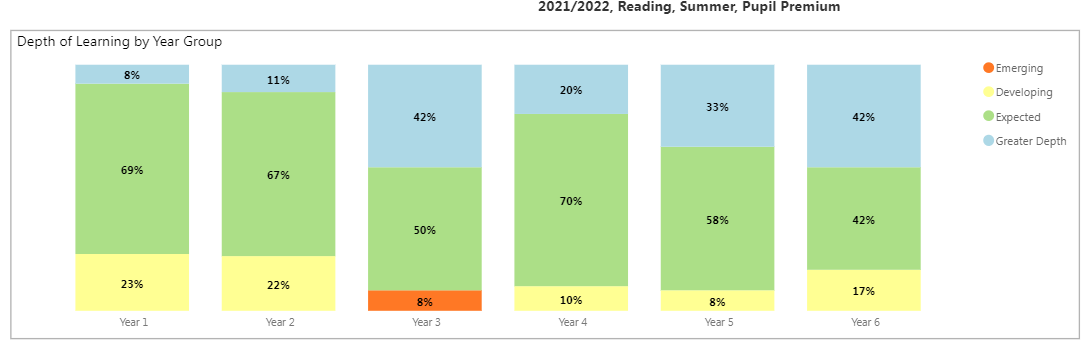 2021/2022, Reading, Summer, Pupil Premium
Depth of Learning by Year Group
8% 11% 42% 20% 33% 42%
69% 67% 50% 70% 58% 42%
23% 22% 8% 10% 8% 17%
Year 1 Year 2 Year 3 Year 4 Year 5 Year 6
Emerging
Developing
Expected
Greater Depth